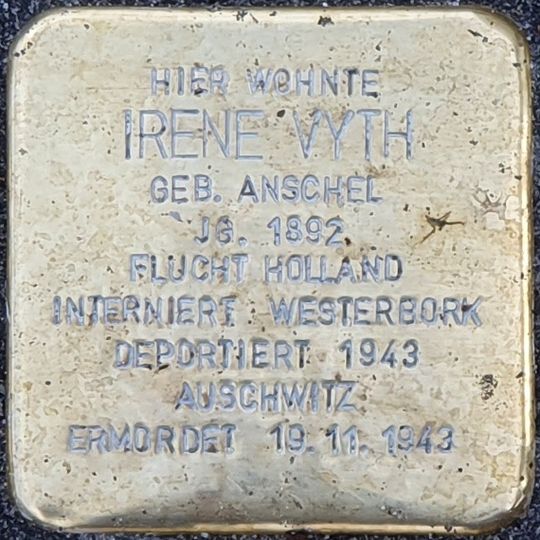 HIER WOHNTE
IRENE VYTH
GEB. ANSCHEL
JG. 1892
FLUCHT HOLLAND
INTERNIERT WESTERBORK
DEPORTIERT 1943
AUSCHWITZ
ERMORDET 19.11.1943